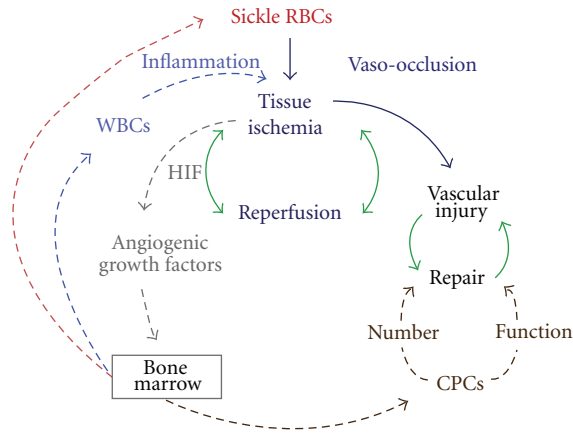 Sickle RBCs
Inflammation
Vaso-occlusion
WBCs
Tissue
ischemia
HIF
Reperfusion
Vascular
injury
Angiogenic
growth factors
Repair
Number
Function
Bone
marrow
CPCs